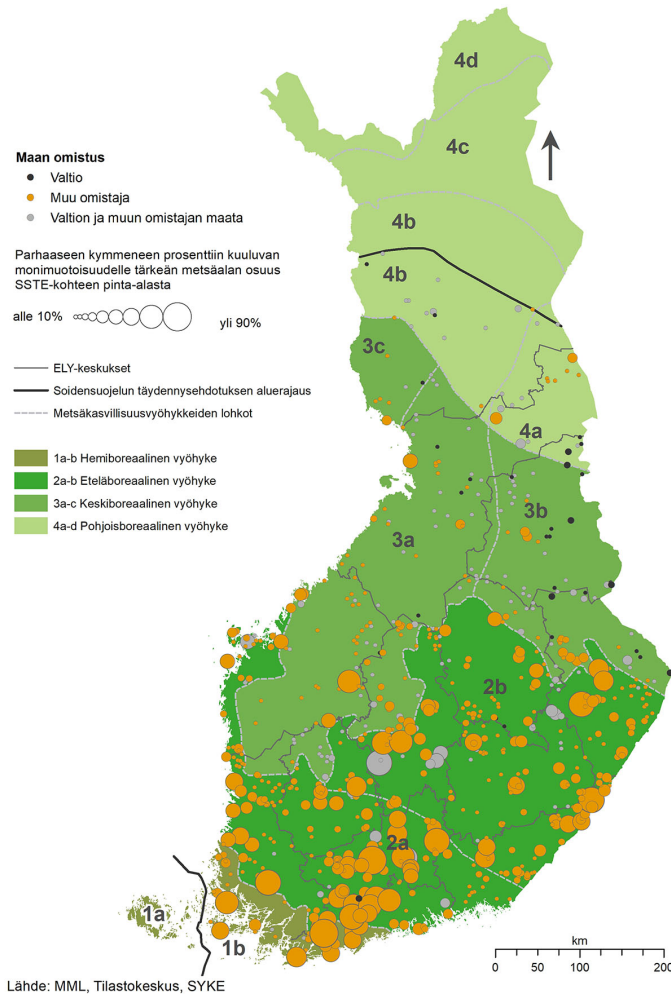 Maan omistus
Valtio
Muu omistaja
Valtion ja muun omistajan maata
Parhaaseen kymmeneen prosenttiin kuuluvan
monimuotoisuudelle tärkeän metsäalan osuus
SSTE-kohteen pinta-alasta
alle 10%
yli 90%
ELY-keskukset
Soidensuojelun täydennysehdotuksen aluerajaus
Metsäkasvillisuusvyöhykkeiden lohkot
1a-b Hemiboreaalinen vyöhyke
2a-b Eteläboreaalinen vyöhyke
3a-c Keskiboreaalinen vyöhyke
4a-d Pohjoisboreaalinen vyöhyke
4d
4c
4b
4b
3c
4a
3b
3a
2b
2a
1a
1b
km
0 50 100 150 200
Lähde: MML, Tilastokeskus, SYKE